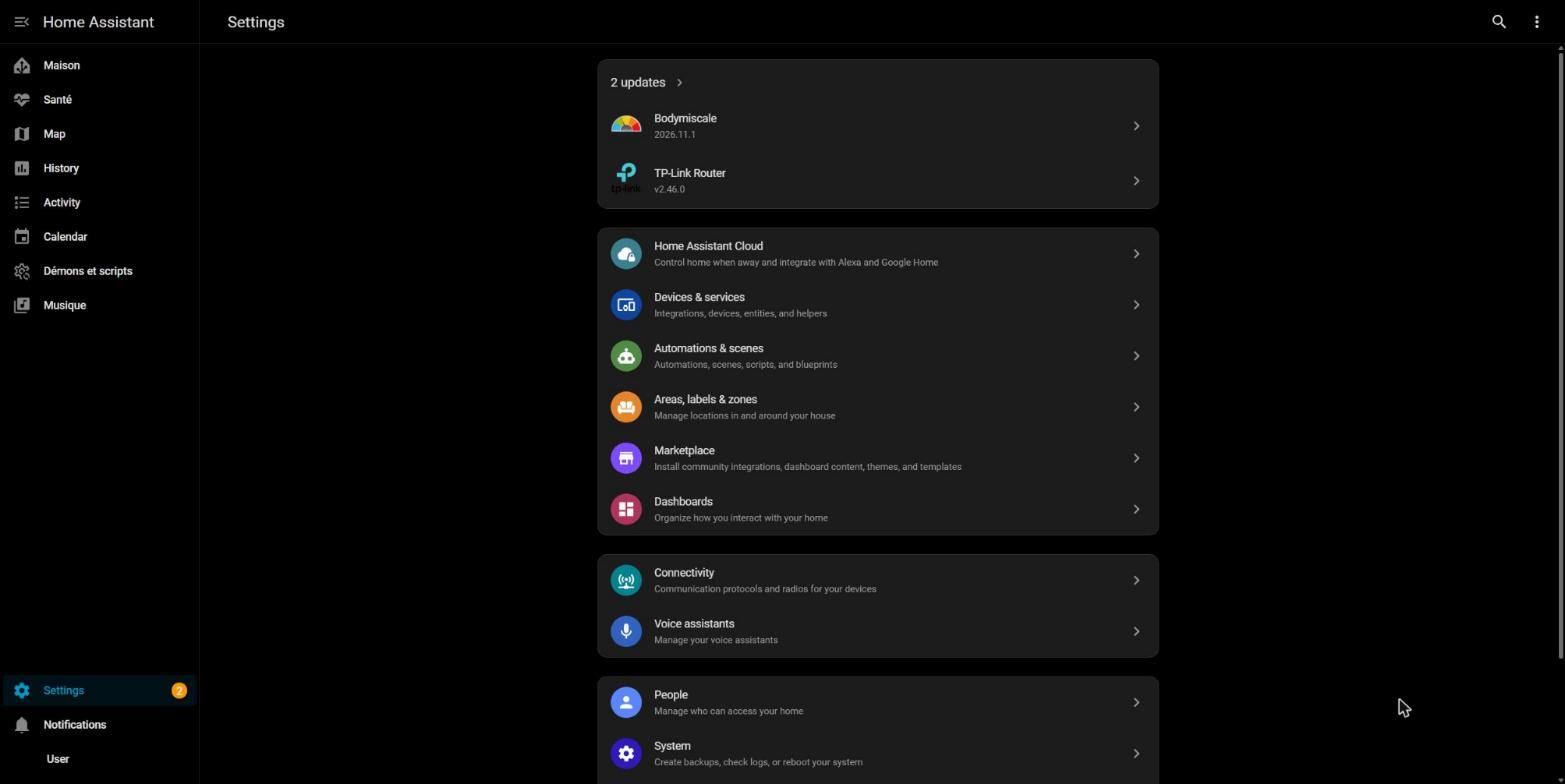 Home Assistant
Settings
Maison
Santé
Map
History
Activity
Calendar
Démons et scripts
Musique
Settings
2
Notifications
User
2 updates
Bodymiscale
2026.11.1
tp-link
TP-Link Router
v2.46.0
Home Assistant Cloud
Control home when away and integrate with Alexa and Google Home
Devices & services
Integrations, devices, entities, and helpers
Automations & scenes
Automations, scenes, scripts, and blueprints
Areas, labels & zones
Manage locations in and around your house
Marketplace
Install community integrations, dashboard content, themes, and templates
Dashboards
Organize how you interact with your home
Connectivity
Communication protocols and radios for your devices
Voice assistants
Manage your voice assistants
People
Manage who can access your home
System
Create backups, check logs, or reboot your system